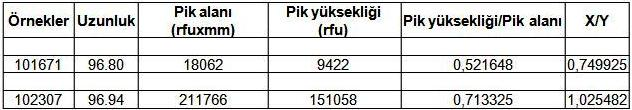 Örnekler Uzunluk Pik alanı (rfuxmm) Pik yüksekliği (rfu) Pik yüksekliği/Pik alanı X/Y
101671 96.80 18062 9422 0,521648 0,749925
102307 96.94 211766 151058 0,713325 1,025482